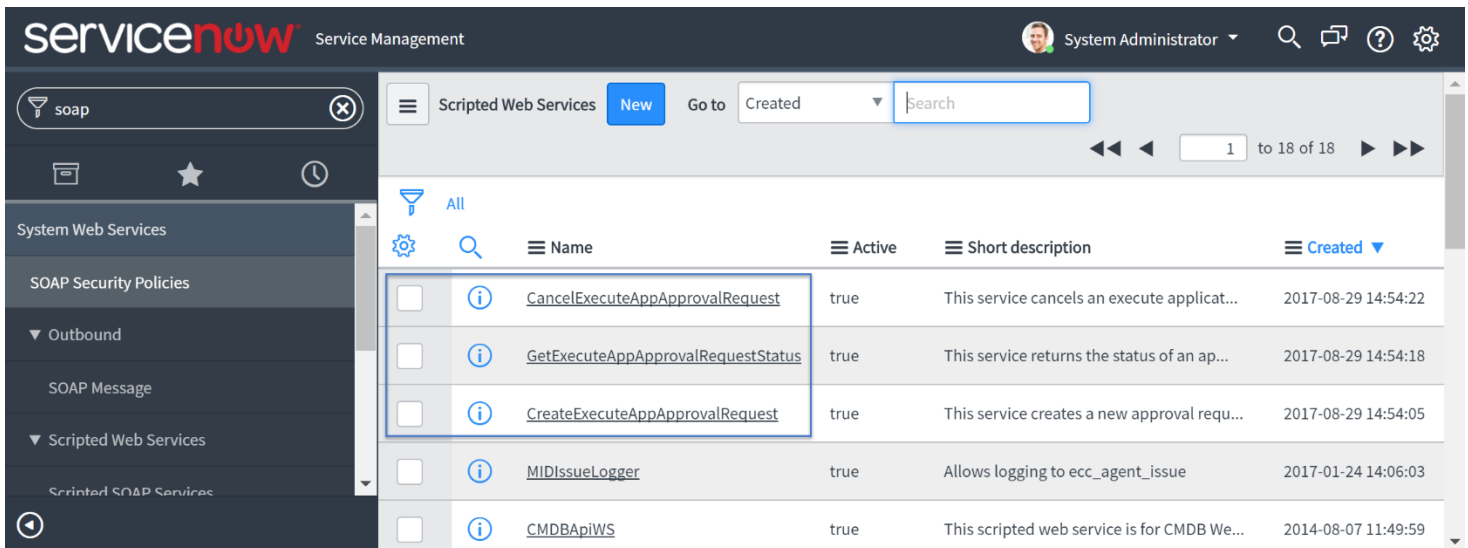 servicenow Service Management System Administrator
soap
Scripted Web Services New Go to Created Search
1 to 18 of 18
All
Name Active Short description Created
System Web Services
SOAP Security Policies
Outbound
SOAP Message
Scripted Web Services
Scripted SOAP Services
CancelExecuteAppApprovalRequest true This service cancels an execute applicat... 2017-08-29 14:54:22
GetExecuteAppApprovalRequestStatus true This service returns the status of an ap... 2017-08-29 14:54:18
CreateExecuteAppApprovalRequest true This service creates a new approval requ... 2017-08-29 14:54:05
MIDIssueLogger true Allows logging to ecc_agent_issue 2017-01-24 14:06:03
CMDBApiWS true This scripted web service is for CMDB We... 2014-08-07 11:49:59